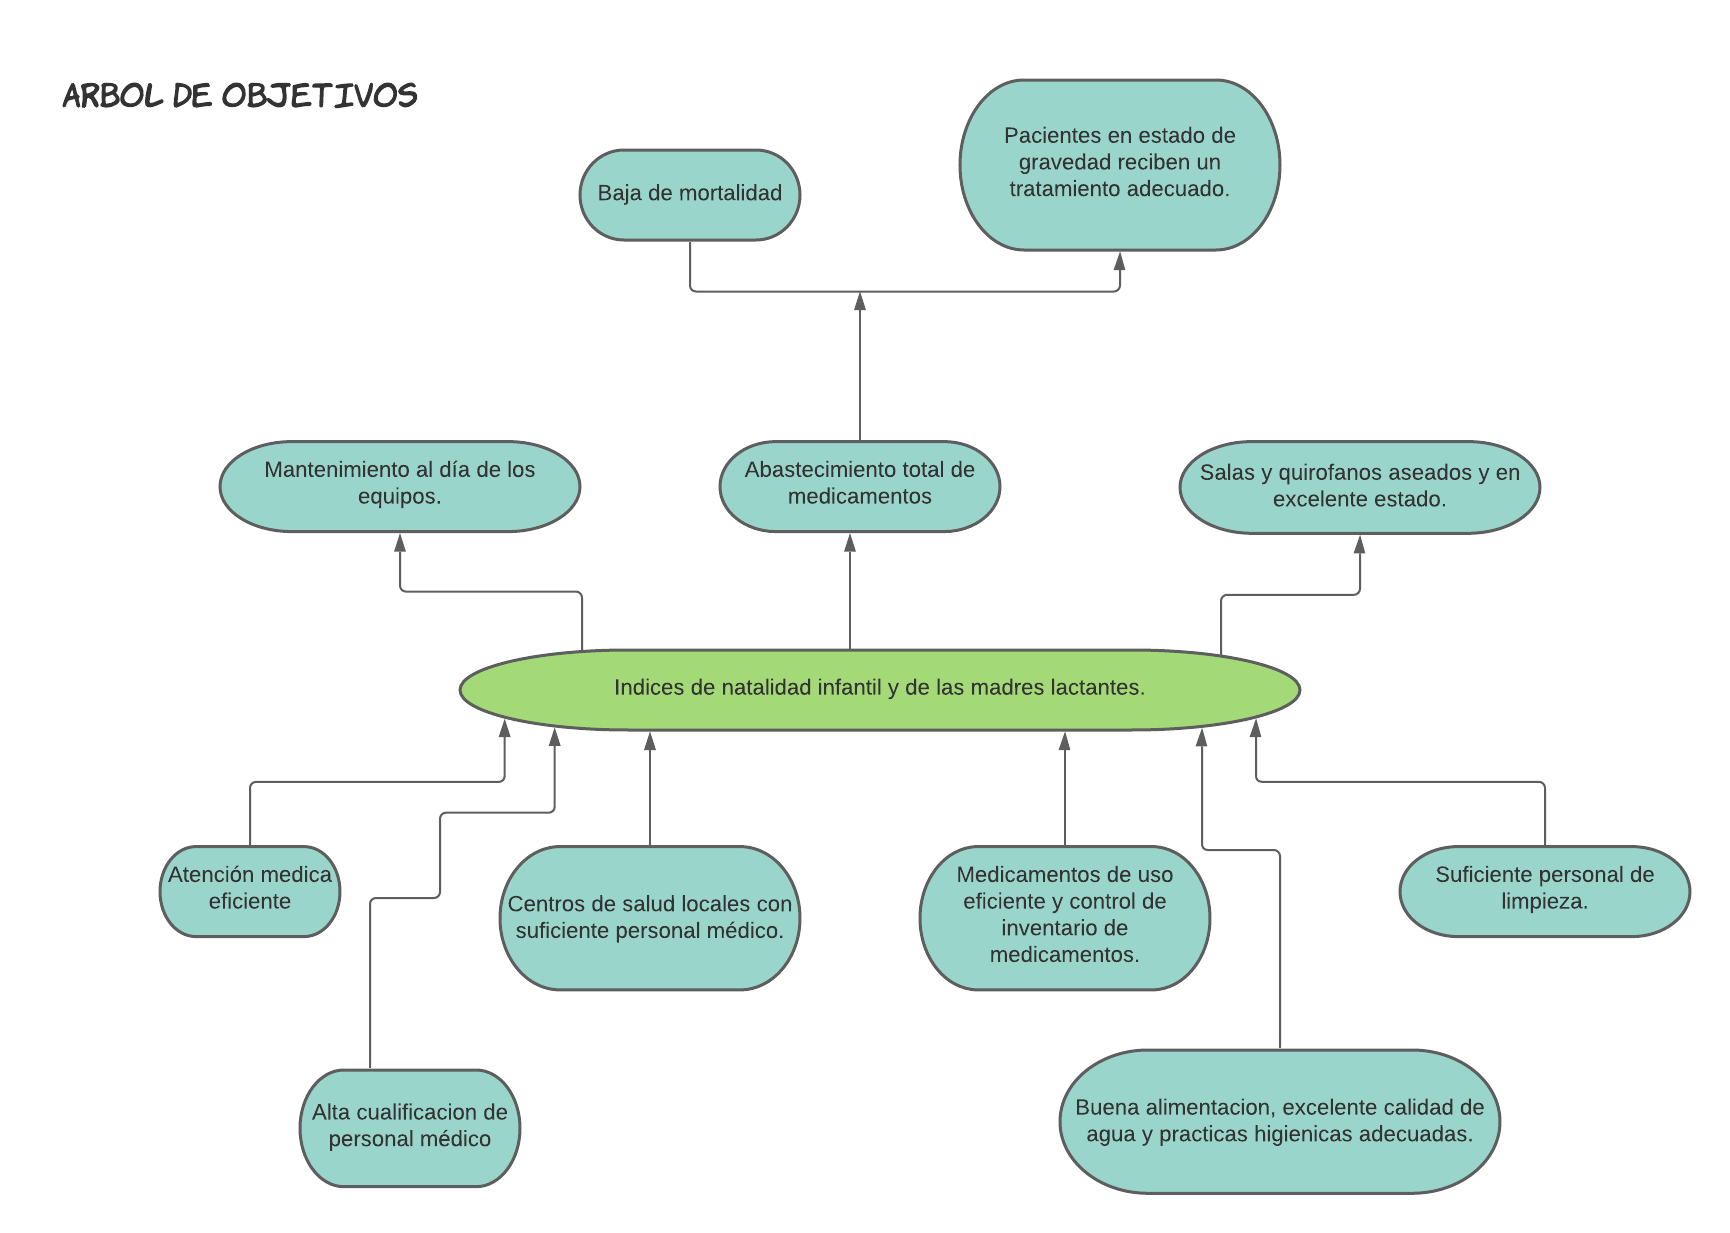 ARBOL DE OBJETIVOS
Pacientes en estado de
gravedad reciben un
tratamiento adecuado.
Baja de mortalidad
Mantenimiento al día de los
equipos.
Abastecimiento total de
medicamentos
Salas y quirofanos aseados y en
excelente estado.
Indices de natalidad infantil y de las madres lactantes.
Atención medica
eficiente
Centros de salud locales con
suficiente personal médico.
Medicamentos de uso
eficiente y control de
inventario de
medicamentos.
Suficiente personal de
limpieza.
Alta cualificacion de
personal médico
Buena alimentacion, excelente calidad de
agua y practicas higienicas adecuadas.